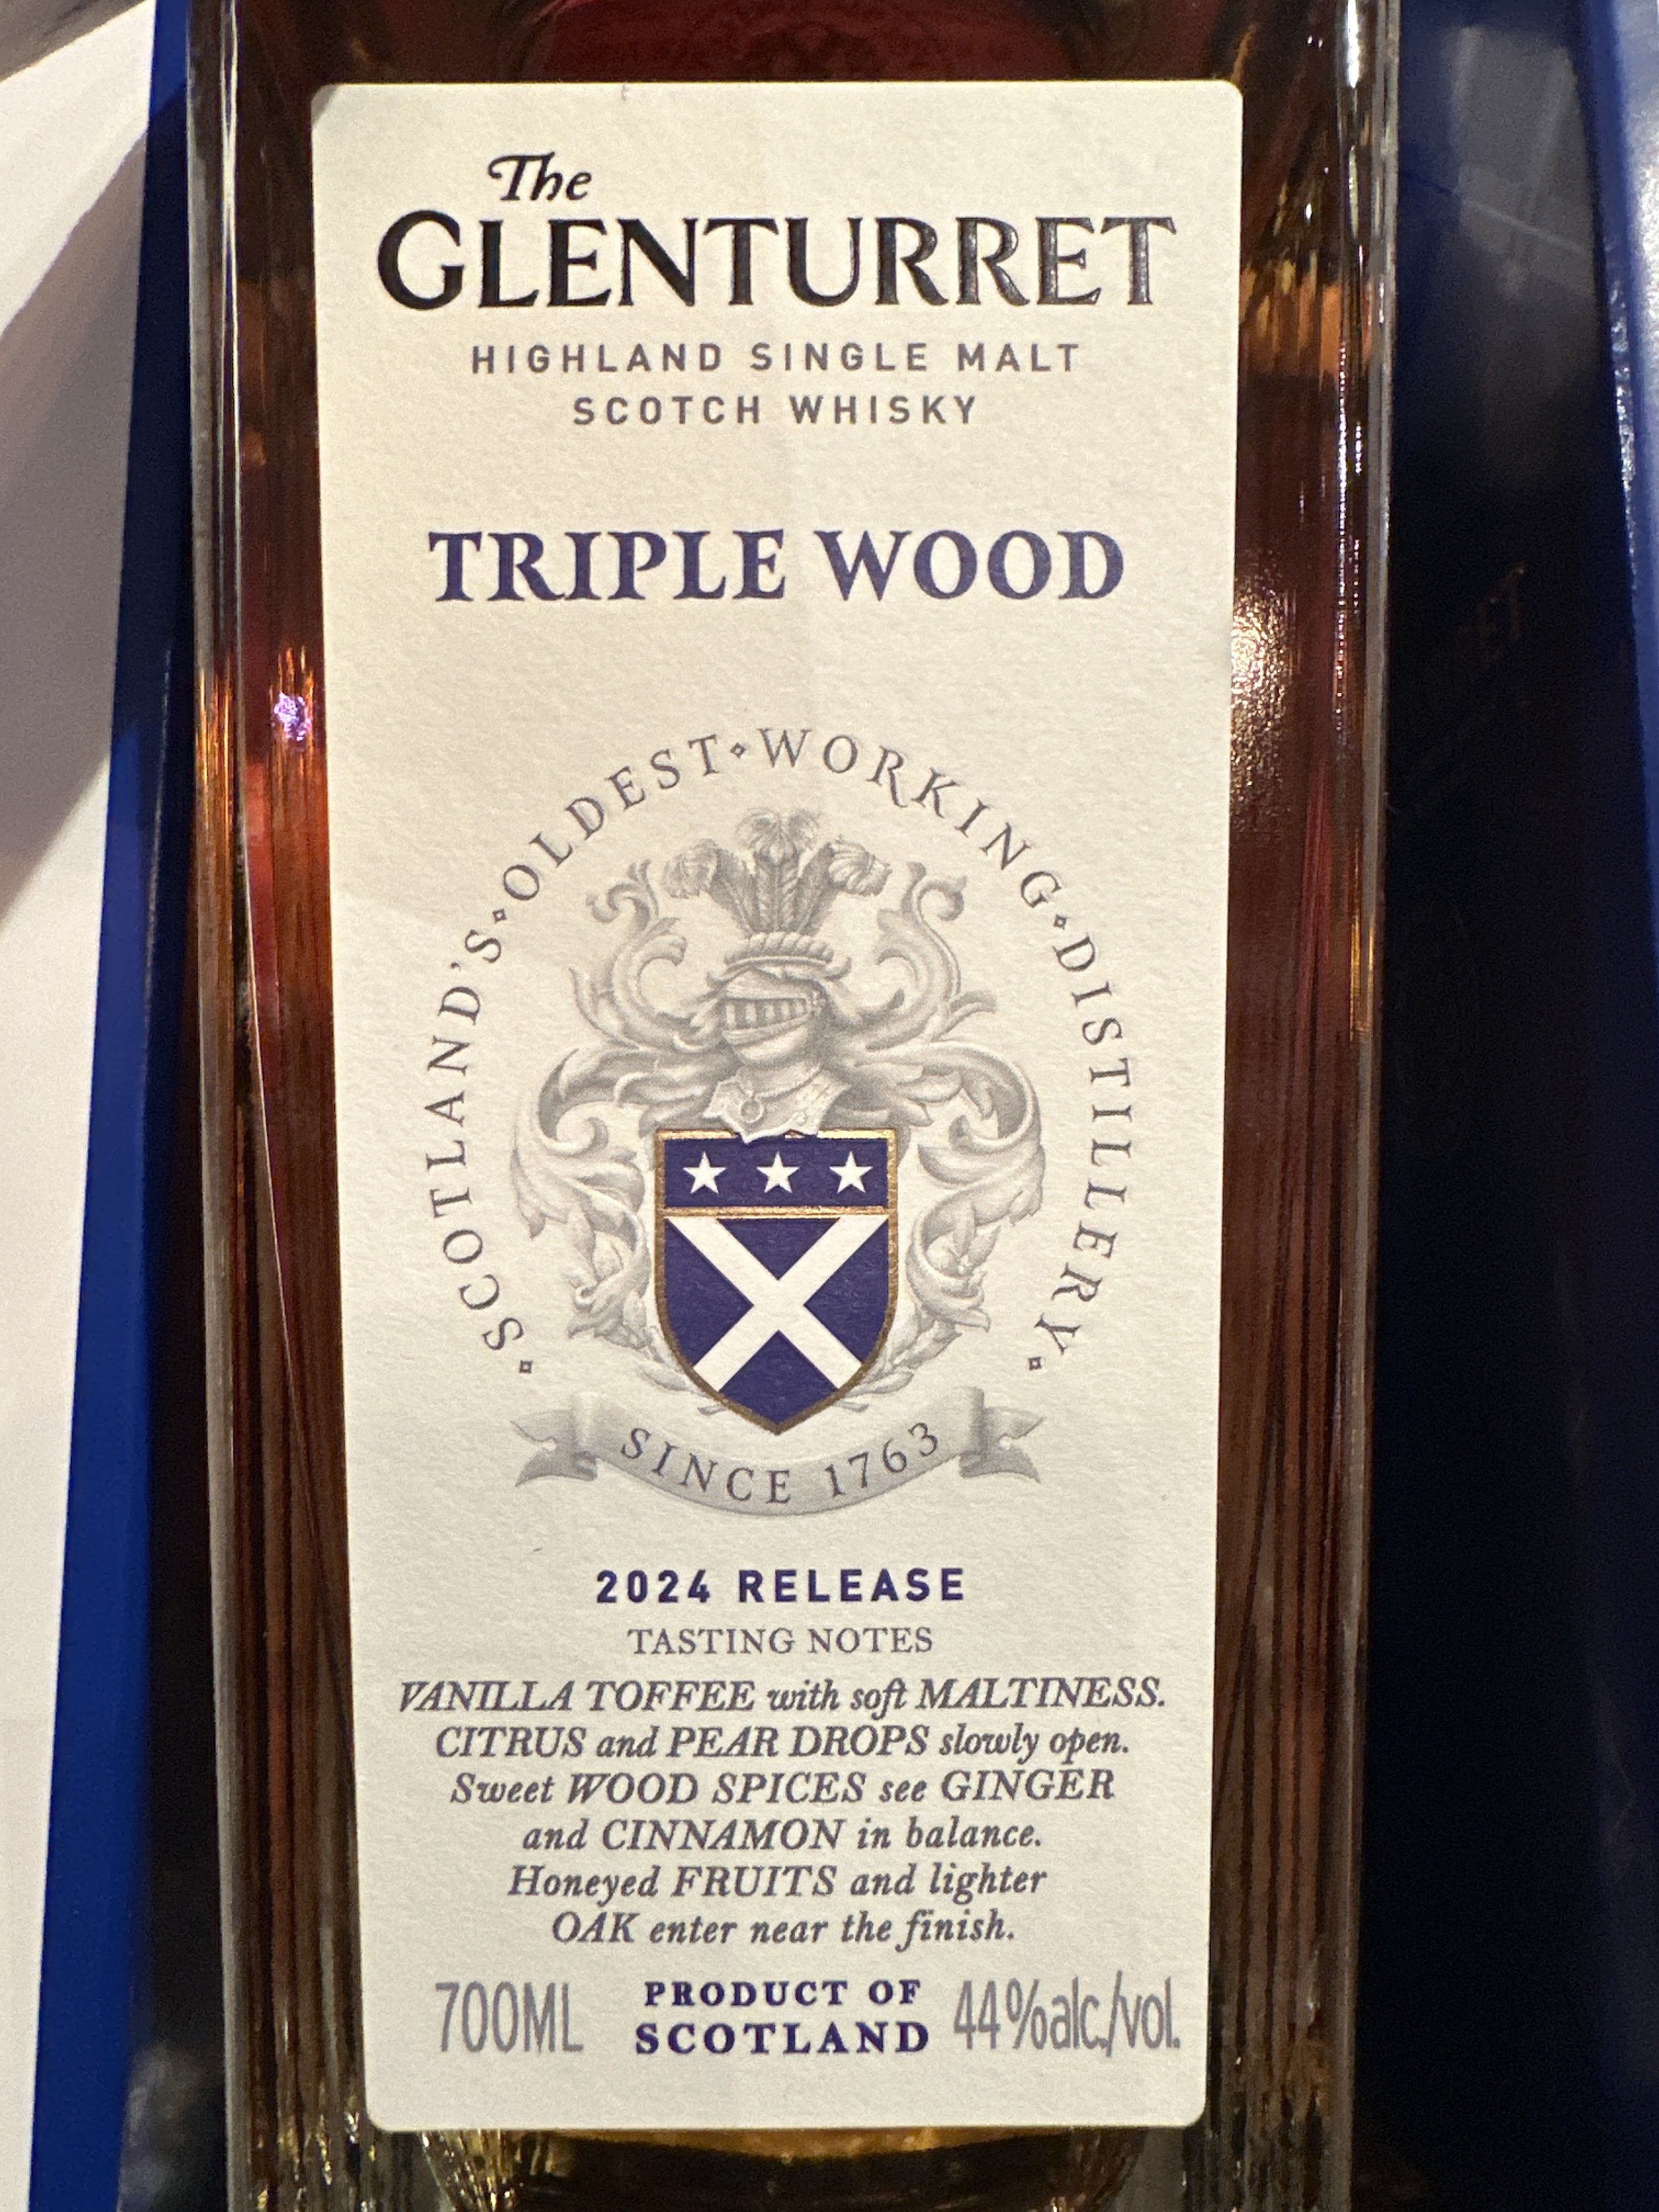 The
GLENTURRET
HIGHLAND SINGLE MALT
SCOTCH WHISKY
TRIPLE WOOD
SCOTLAND'S OLDEST WORKING DISTILLERY
SINCE 1763
2024 RELEASE
TASTING NOTES
VANILLA TOFFEE with soft MALTINESS.
CITRUS and PEAR DROPS slowly open.
Sweet WOOD SPICES see GINGER
and CINNAMON in balance.
Honeyed FRUITS and lighter
OAK enter near the finish.
700ML PRODUCT OF SCOTLAND 44%alc./vol.